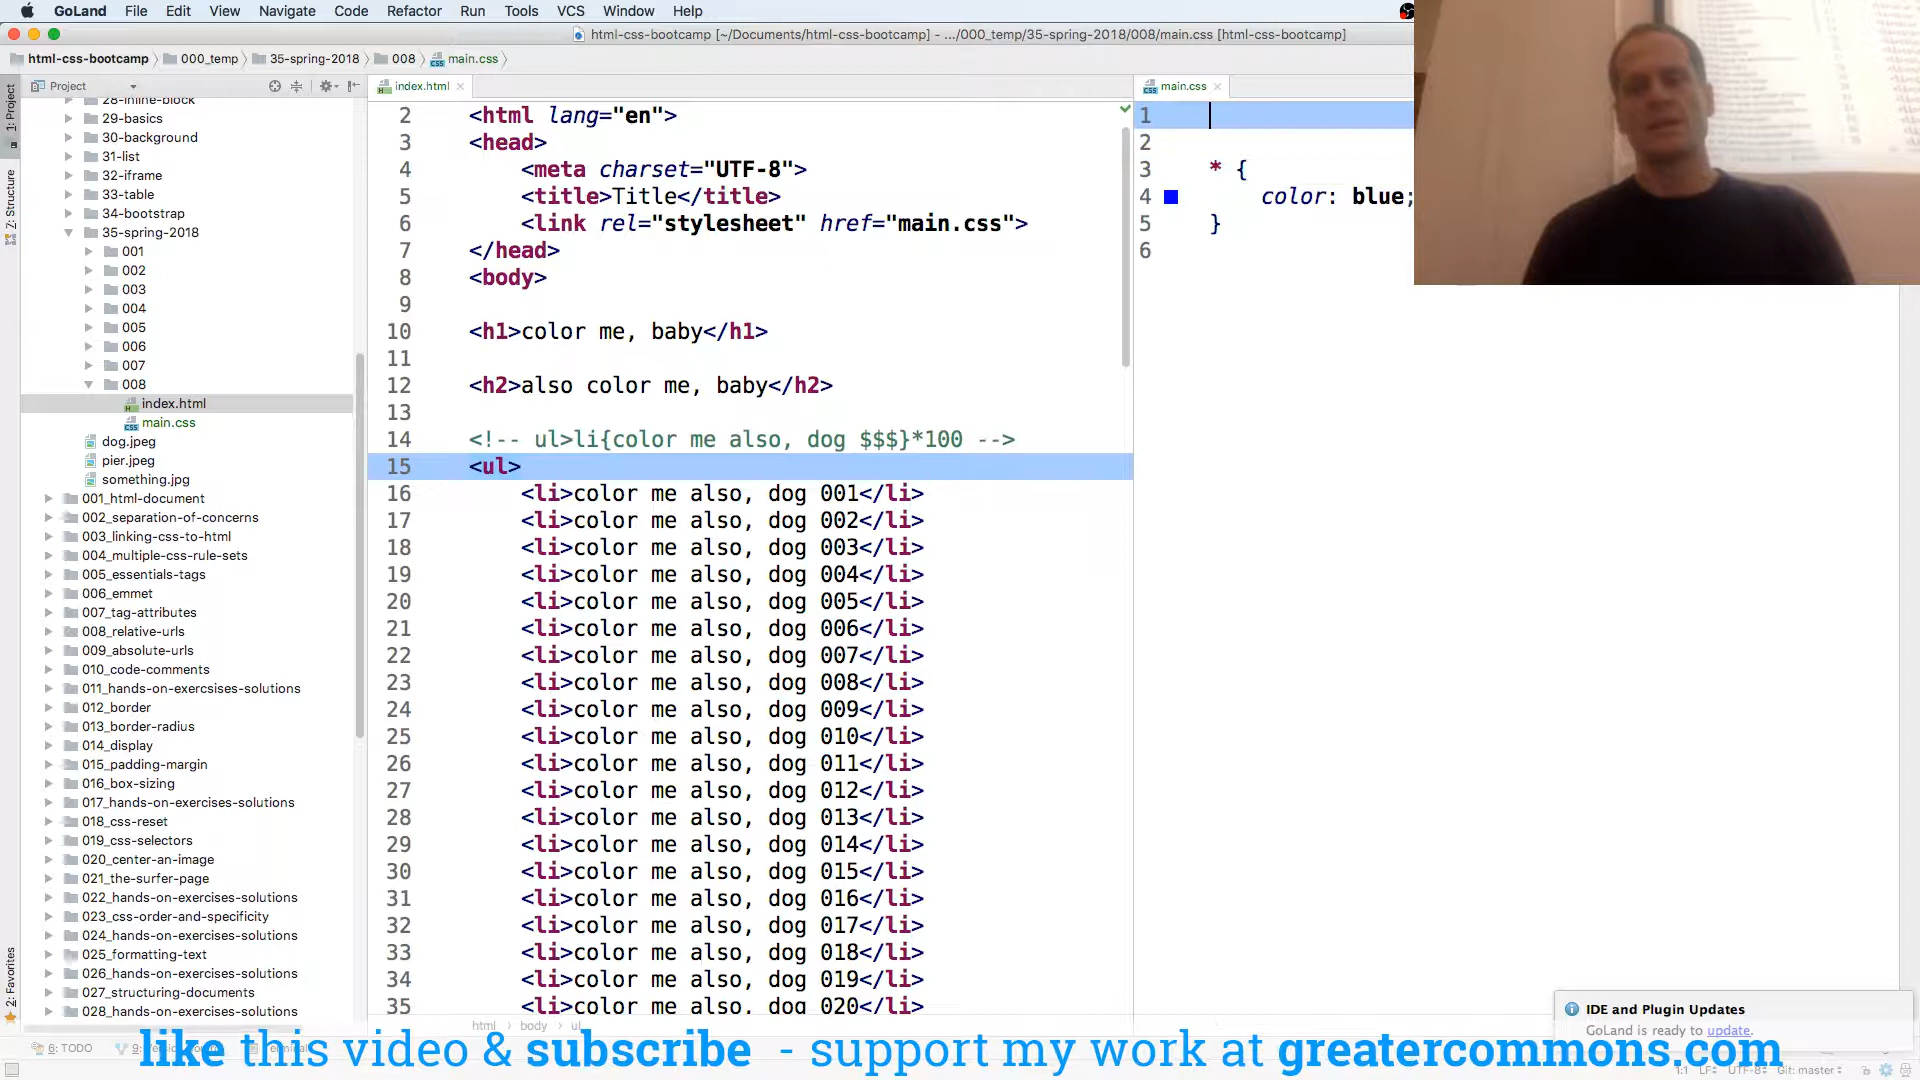 GoLand File Edit View Navigate Code Refactor Run Tools VCS Window Help
html-css-bootcamp [~/Documents/html-css-bootcamp] - .../000_temp/35-spring-2018/008/main.css [html-css-bootcamp]
html-css-bootcamp 000_temp 35-spring-2018 008 main.css
Project
1: Project
Z: Structure
2: Favorites
28-inline-block
29-basics
30-background
31-list
32-iframe
33-table
34-bootstrap
35-spring-2018
001
002
003
004
005
006
007
008
index.html
main.css
dog.jpeg
pier.jpeg
something.jpg
001_html-document
002_separation-of-concerns
003_linking-css-to-html
004_multiple-css-rule-sets
005_essentials-tags
006_emmet
007_tag-attributes
008_relative-urls
009_absolute-urls
010_code-comments
011_hands-on-exercsises-solutions
012_border
013_border-radius
014_display
015_padding-margin
016_box-sizing
017_hands-on-exercises-solutions
018_css-reset
019_css-selectors
020_center-an-image
021_the-surfer-page
022_hands-on-exercises-solutions
023_css-order-and-specificity
024_hands-on-exercises-solutions
025_formatting-text
026_hands-on-exercises-solutions
027_structuring-documents
028_hands-on-exercises-solutions
index.html
2 <html lang="en">
3 <head>
4 <meta charset="UTF-8">
5 <title>Title</title>
6 <link rel="stylesheet" href="main.css">
7 </head>
8 <body>
9
10 <h1>color me, baby</h1>
11
12 <h2>also color me, baby</h2>
13
14 <!-- ul>li{color me also, dog $$$}*100 -->
15 <ul>
16 <li>color me also, dog 001</li>
17 <li>color me also, dog 002</li>
18 <li>color me also, dog 003</li>
19 <li>color me also, dog 004</li>
20 <li>color me also, dog 005</li>
21 <li>color me also, dog 006</li>
22 <li>color me also, dog 007</li>
23 <li>color me also, dog 008</li>
24 <li>color me also, dog 009</li>
25 <li>color me also, dog 010</li>
26 <li>color me also, dog 011</li>
27 <li>color me also, dog 012</li>
28 <li>color me also, dog 013</li>
29 <li>color me also, dog 014</li>
30 <li>color me also, dog 015</li>
31 <li>color me also, dog 016</li>
32 <li>color me also, dog 017</li>
33 <li>color me also, dog 018</li>
34 <li>color me also, dog 019</li>
35 <li>color me also, dog 020</li>
html body ul
main.css
1
2
3 * {
4 color: blue;
5 }
6
IDE and Plugin Updates
GoLand is ready to update.
6: TODO
like this video & subscribe - support my work at greatercommons.com
1:1 LF UTF-8 Git: master